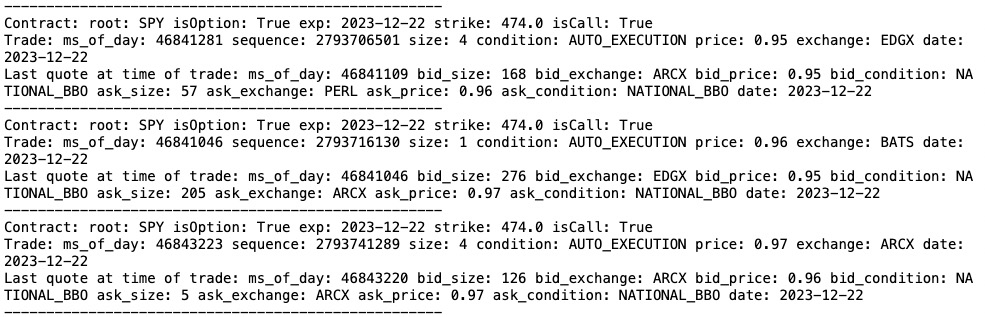 ----------------------------------------------------
Contract: root: SPY isOption: True exp: 2023-12-22 strike: 474.0 isCall: True
Trade: ms_of_day: 46841281 sequence: 2793706501 size: 4 condition: AUTO_EXECUTION price: 0.95 exchange: EDGX date:
2023-12-22
Last quote at time of trade: ms_of_day: 46841109 bid_size: 168 bid_exchange: ARCX bid_price: 0.95 bid_condition: NA
TIONAL_BBO ask_size: 57 ask_exchange: PERL ask_price: 0.96 ask_condition: NATIONAL_BBO date: 2023-12-22
----------------------------------------------------
Contract: root: SPY isOption: True exp: 2023-12-22 strike: 474.0 isCall: True
Trade: ms_of_day: 46841046 sequence: 2793716130 size: 1 condition: AUTO_EXECUTION price: 0.96 exchange: BATS date:
2023-12-22
Last quote at time of trade: ms_of_day: 46841046 bid_size: 276 bid_exchange: EDGX bid_price: 0.95 bid_condition: NA
TIONAL_BBO ask_size: 205 ask_exchange: ARCX ask_price: 0.97 ask_condition: NATIONAL_BBO date: 2023-12-22
----------------------------------------------------
Contract: root: SPY isOption: True exp: 2023-12-22 strike: 474.0 isCall: True
Trade: ms_of_day: 46843223 sequence: 2793741289 size: 4 condition: AUTO_EXECUTION price: 0.97 exchange: ARCX date:
2023-12-22
Last quote at time of trade: ms_of_day: 46843220 bid_size: 126 bid_exchange: ARCX bid_price: 0.96 bid_condition: NA
TIONAL_BBO ask_size: 5 ask_exchange: ARCX ask_price: 0.97 ask_condition: NATIONAL_BBO date: 2023-12-22
----------------------------------------------------